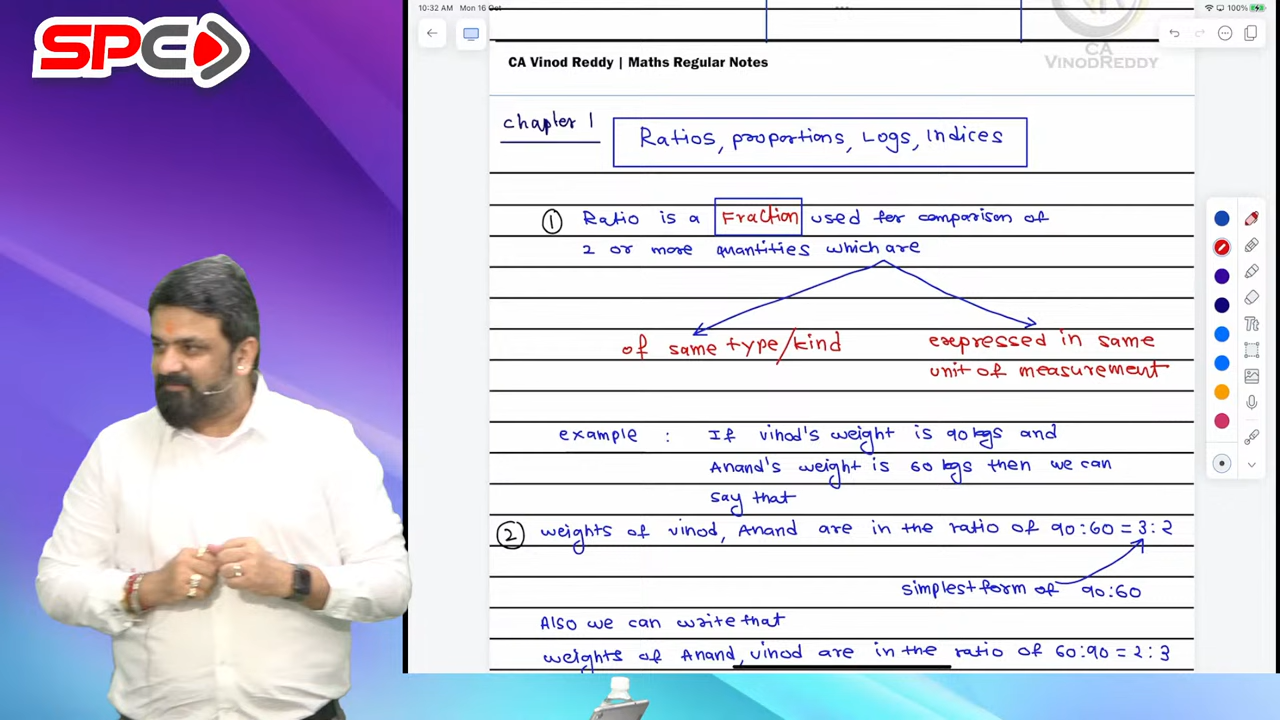 10:32 AM Mon 16 Oct
100%
SPC
CA
VINODREDDY
CA Vinod Reddy | Maths Regular Notes
chapter 1
Ratios, proportions, Logs, Indices
① Ratio is a Fraction used for comparison of
2 or more quantities which are
of same type/kind
expressed in same
unit of measurement
example : If vinod's weight is 90 kgs and
Anand's weight is 60 kgs then we can
say that
② weights of vinod, Anand are in the ratio of 90:60 = 3:2
simplest form of 90:60
Also we can write that
weights of Anand, vinod are in the ratio of 60:90 = 2:3